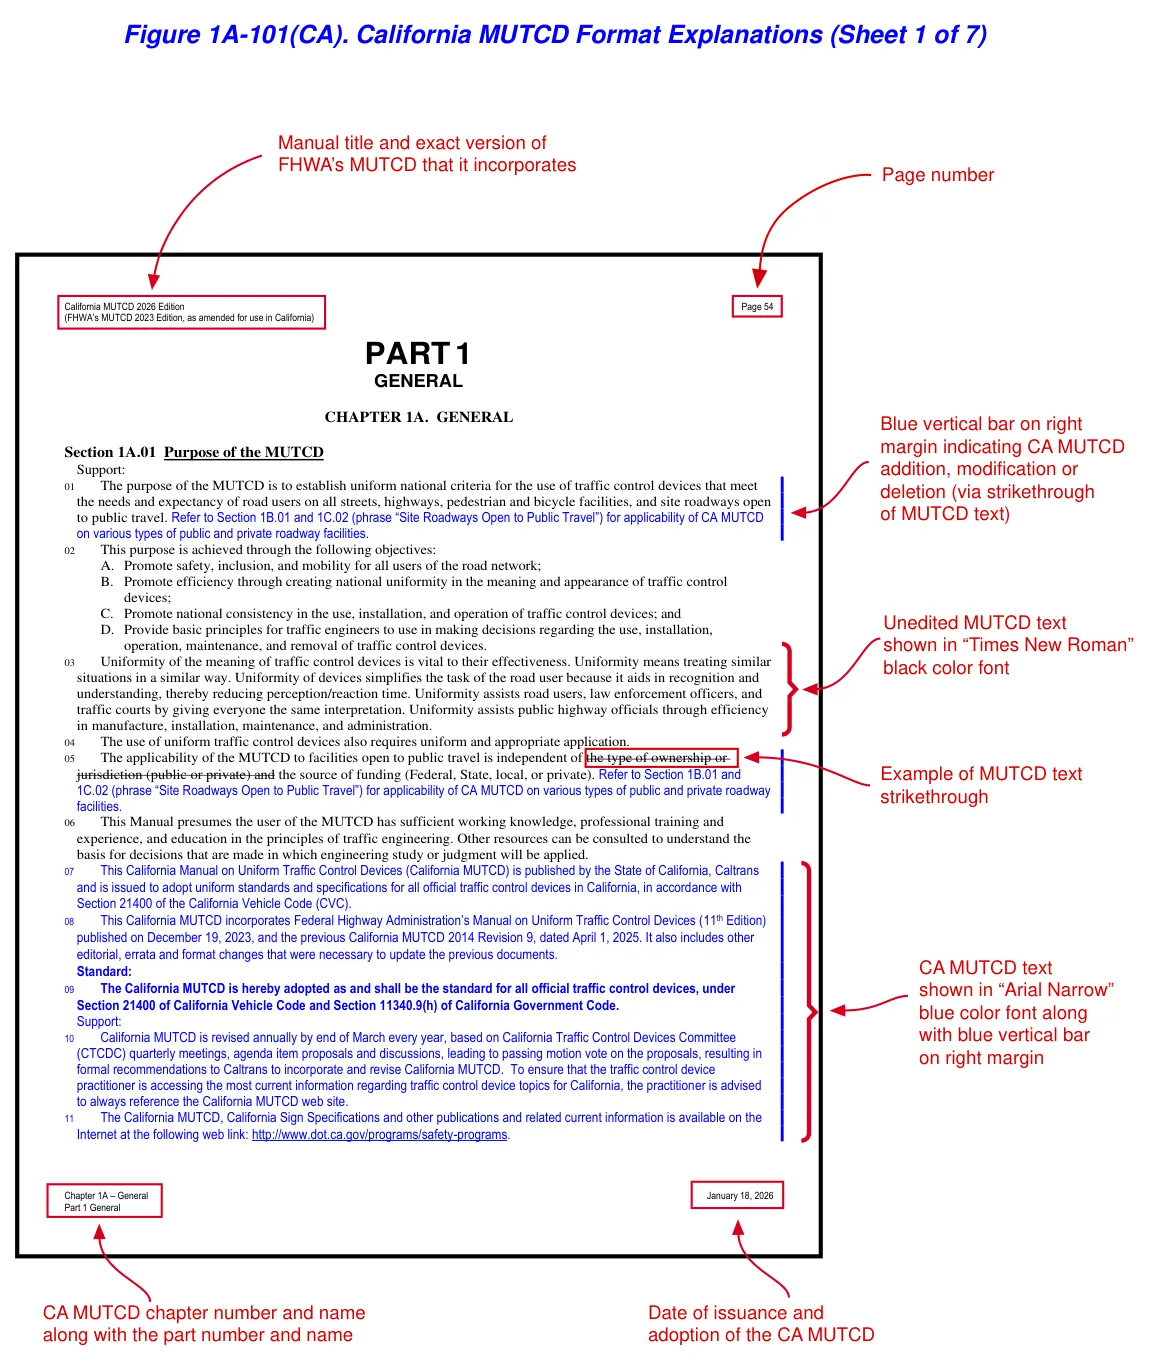 Figure 1A-101(CA). California MUTCD Format Explanations (Sheet 1 of 7)
Manual title and exact version of
FHWA's MUTCD that it incorporates
Page number
California MUTCD 2026 Edition
(FHWA's MUTCD 2023 Edition, as amended for use in California)
Page 54
PART 1
GENERAL
CHAPTER 1A. GENERAL
Section 1A.01 Purpose of the MUTCD
Support:
01 The purpose of the MUTCD is to establish uniform national criteria for the use of traffic control devices that meet
the needs and expectancy of road users on all streets, highways, pedestrian and bicycle facilities, and site roadways open
to public travel. Refer to Section 1B.01 and 1C.02 (phrase “Site Roadways Open to Public Travel”) for applicability of CA MUTCD
on various types of public and private roadway facilities.
02 This purpose is achieved through the following objectives:
A. Promote safety, inclusion, and mobility for all users of the road network;
B. Promote efficiency through creating national uniformity in the meaning and appearance of traffic control
devices;
C. Promote national consistency in the use, installation, and operation of traffic control devices; and
D. Provide basic principles for traffic engineers to use in making decisions regarding the use, installation,
operation, maintenance, and removal of traffic control devices.
03 Uniformity of the meaning of traffic control devices is vital to their effectiveness. Uniformity means treating similar
situations in a similar way. Uniformity of devices simplifies the task of the road user because it aids in recognition and
understanding, thereby reducing perception/reaction time. Uniformity assists road users, law enforcement officers, and
traffic courts by giving everyone the same interpretation. Uniformity assists public highway officials through efficiency
in manufacture, installation, maintenance, and administration.
04 The use of uniform traffic control devices also requires uniform and appropriate application.
05 The applicability of the MUTCD to facilities open to public travel is independent of the type of ownership or
jurisdiction (public or private) and the source of funding (Federal, State, local, or private). Refer to Section 1B.01 and
1C.02 (phrase “Site Roadways Open to Public Travel”) for applicability of CA MUTCD on various types of public and private roadway
facilities.
06 This Manual presumes the user of the MUTCD has sufficient working knowledge, professional training and
experience, and education in the principles of traffic engineering. Other resources can be consulted to understand the
basis for decisions that are made in which engineering study or judgment will be applied.
07 This California Manual on Uniform Traffic Control Devices (California MUTCD) is published by the State of California, Caltrans
and is issued to adopt uniform standards and specifications for all official traffic control devices in California, in accordance with
Section 21400 of the California Vehicle Code (CVC).
08 This California MUTCD incorporates Federal Highway Administration's Manual on Uniform Traffic Control Devices (11th Edition)
published on December 19, 2023, and the previous California MUTCD 2014 Revision 9, dated April 1, 2025. It also includes other
editorial, errata and format changes that were necessary to update the previous documents.
Standard:
09 The California MUTCD is hereby adopted as and shall be the standard for all official traffic control devices, under
Section 21400 of California Vehicle Code and Section 11340.9(h) of California Government Code.
Support:
10 California MUTCD is revised annually by end of March every year, based on California Traffic Control Devices Committee
(CTCDC) quarterly meetings, agenda item proposals and discussions, leading to passing motion vote on the proposals, resulting in
formal recommendations to Caltrans to incorporate and revise California MUTCD. To ensure that the traffic control device
practitioner is accessing the most current information regarding traffic control device topics for California, the practitioner is advised
to always reference the California MUTCD web site.
11 The California MUTCD, California Sign Specifications and other publications and related current information is available on the
Internet at the following web link: http://www.dot.ca.gov/programs/safety-programs.
Chapter 1A – General
Part 1 General
January 18, 2026
Blue vertical bar on right
margin indicating CA MUTCD
addition, modification or
deletion (via strikethrough
of MUTCD text)
Unedited MUTCD text
shown in “Times New Roman”
black color font
Example of MUTCD text
strikethrough
CA MUTCD text
shown in “Arial Narrow”
blue color font along
with blue vertical bar
on right margin
CA MUTCD chapter number and name
along with the part number and name
Date of issuance and
adoption of the CA MUTCD